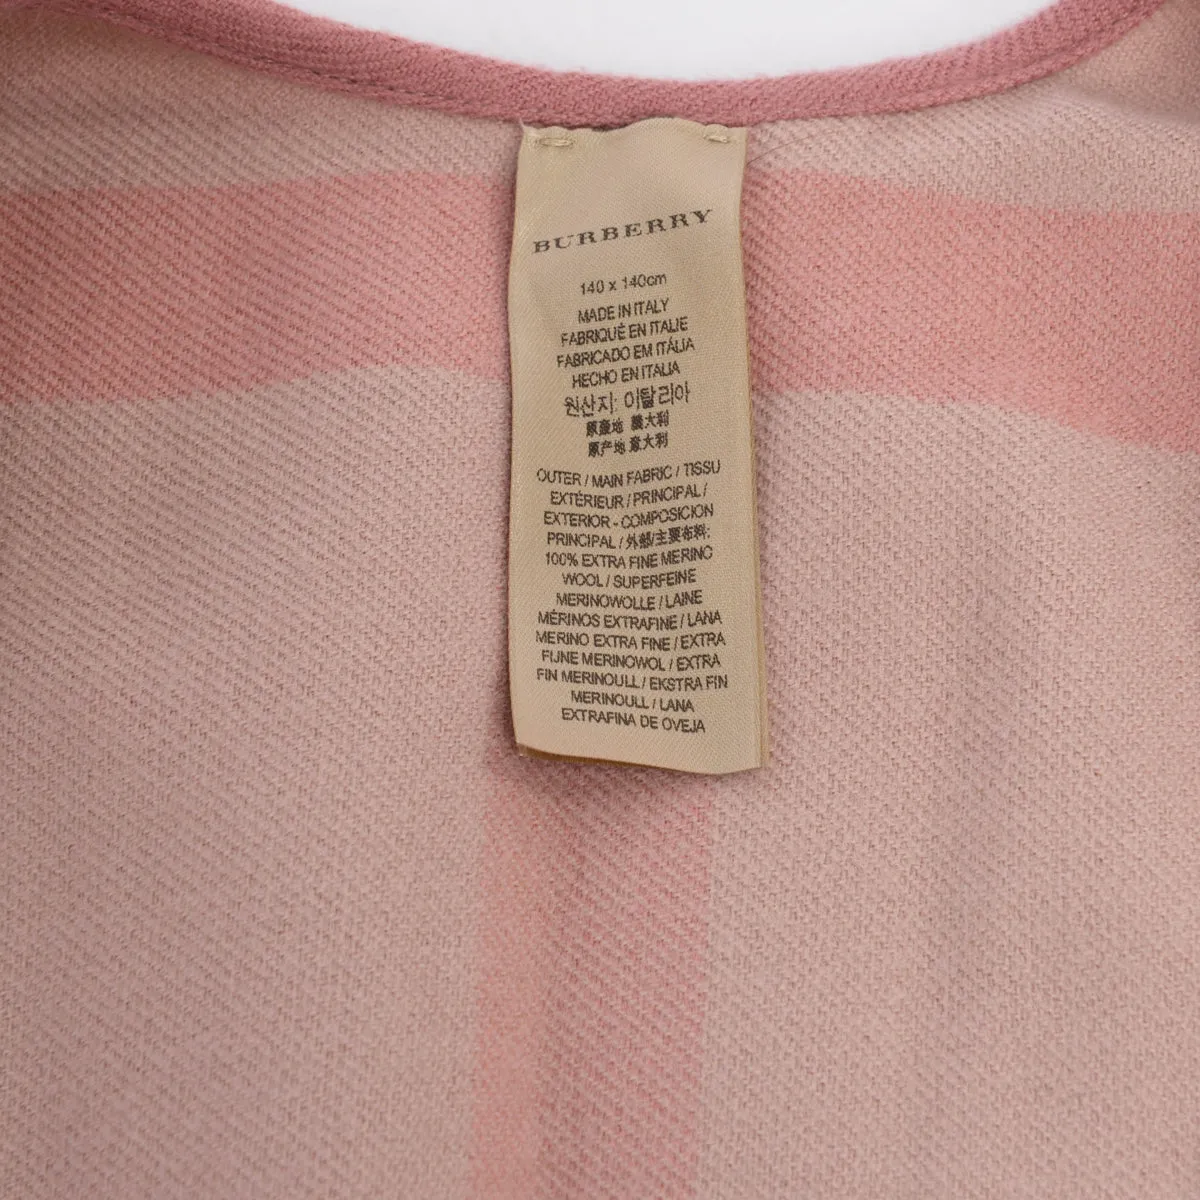 BURBERRY
140 x 140cm
MADE IN ITALY
FABRIQUÉ EN ITALIE
FABRICADO EM ITÁLIA
HECHO EN ITALIA
원산지: 이탈리아
原產地 義大利
原产地 意大利
OUTER / MAIN FABRIC / TISSU
EXTÉRIEUR / PRINCIPAL /
EXTERIOR - COMPOSICION
PRINCIPAL / 外部/主要布料:
100% EXTRA FINE MERINO
WOOL / SUPERFEINE
MERINOWOLLE / LAINE
MÉRINOS EXTRAFINE / LANA
MERINO EXTRA FINE / EXTRA
FIJNE MERINOWOL / EXTRA
FIN MERINOULL / EKSTRA FIN
MERINOULL / LANA
EXTRAFINA DE OVEJA